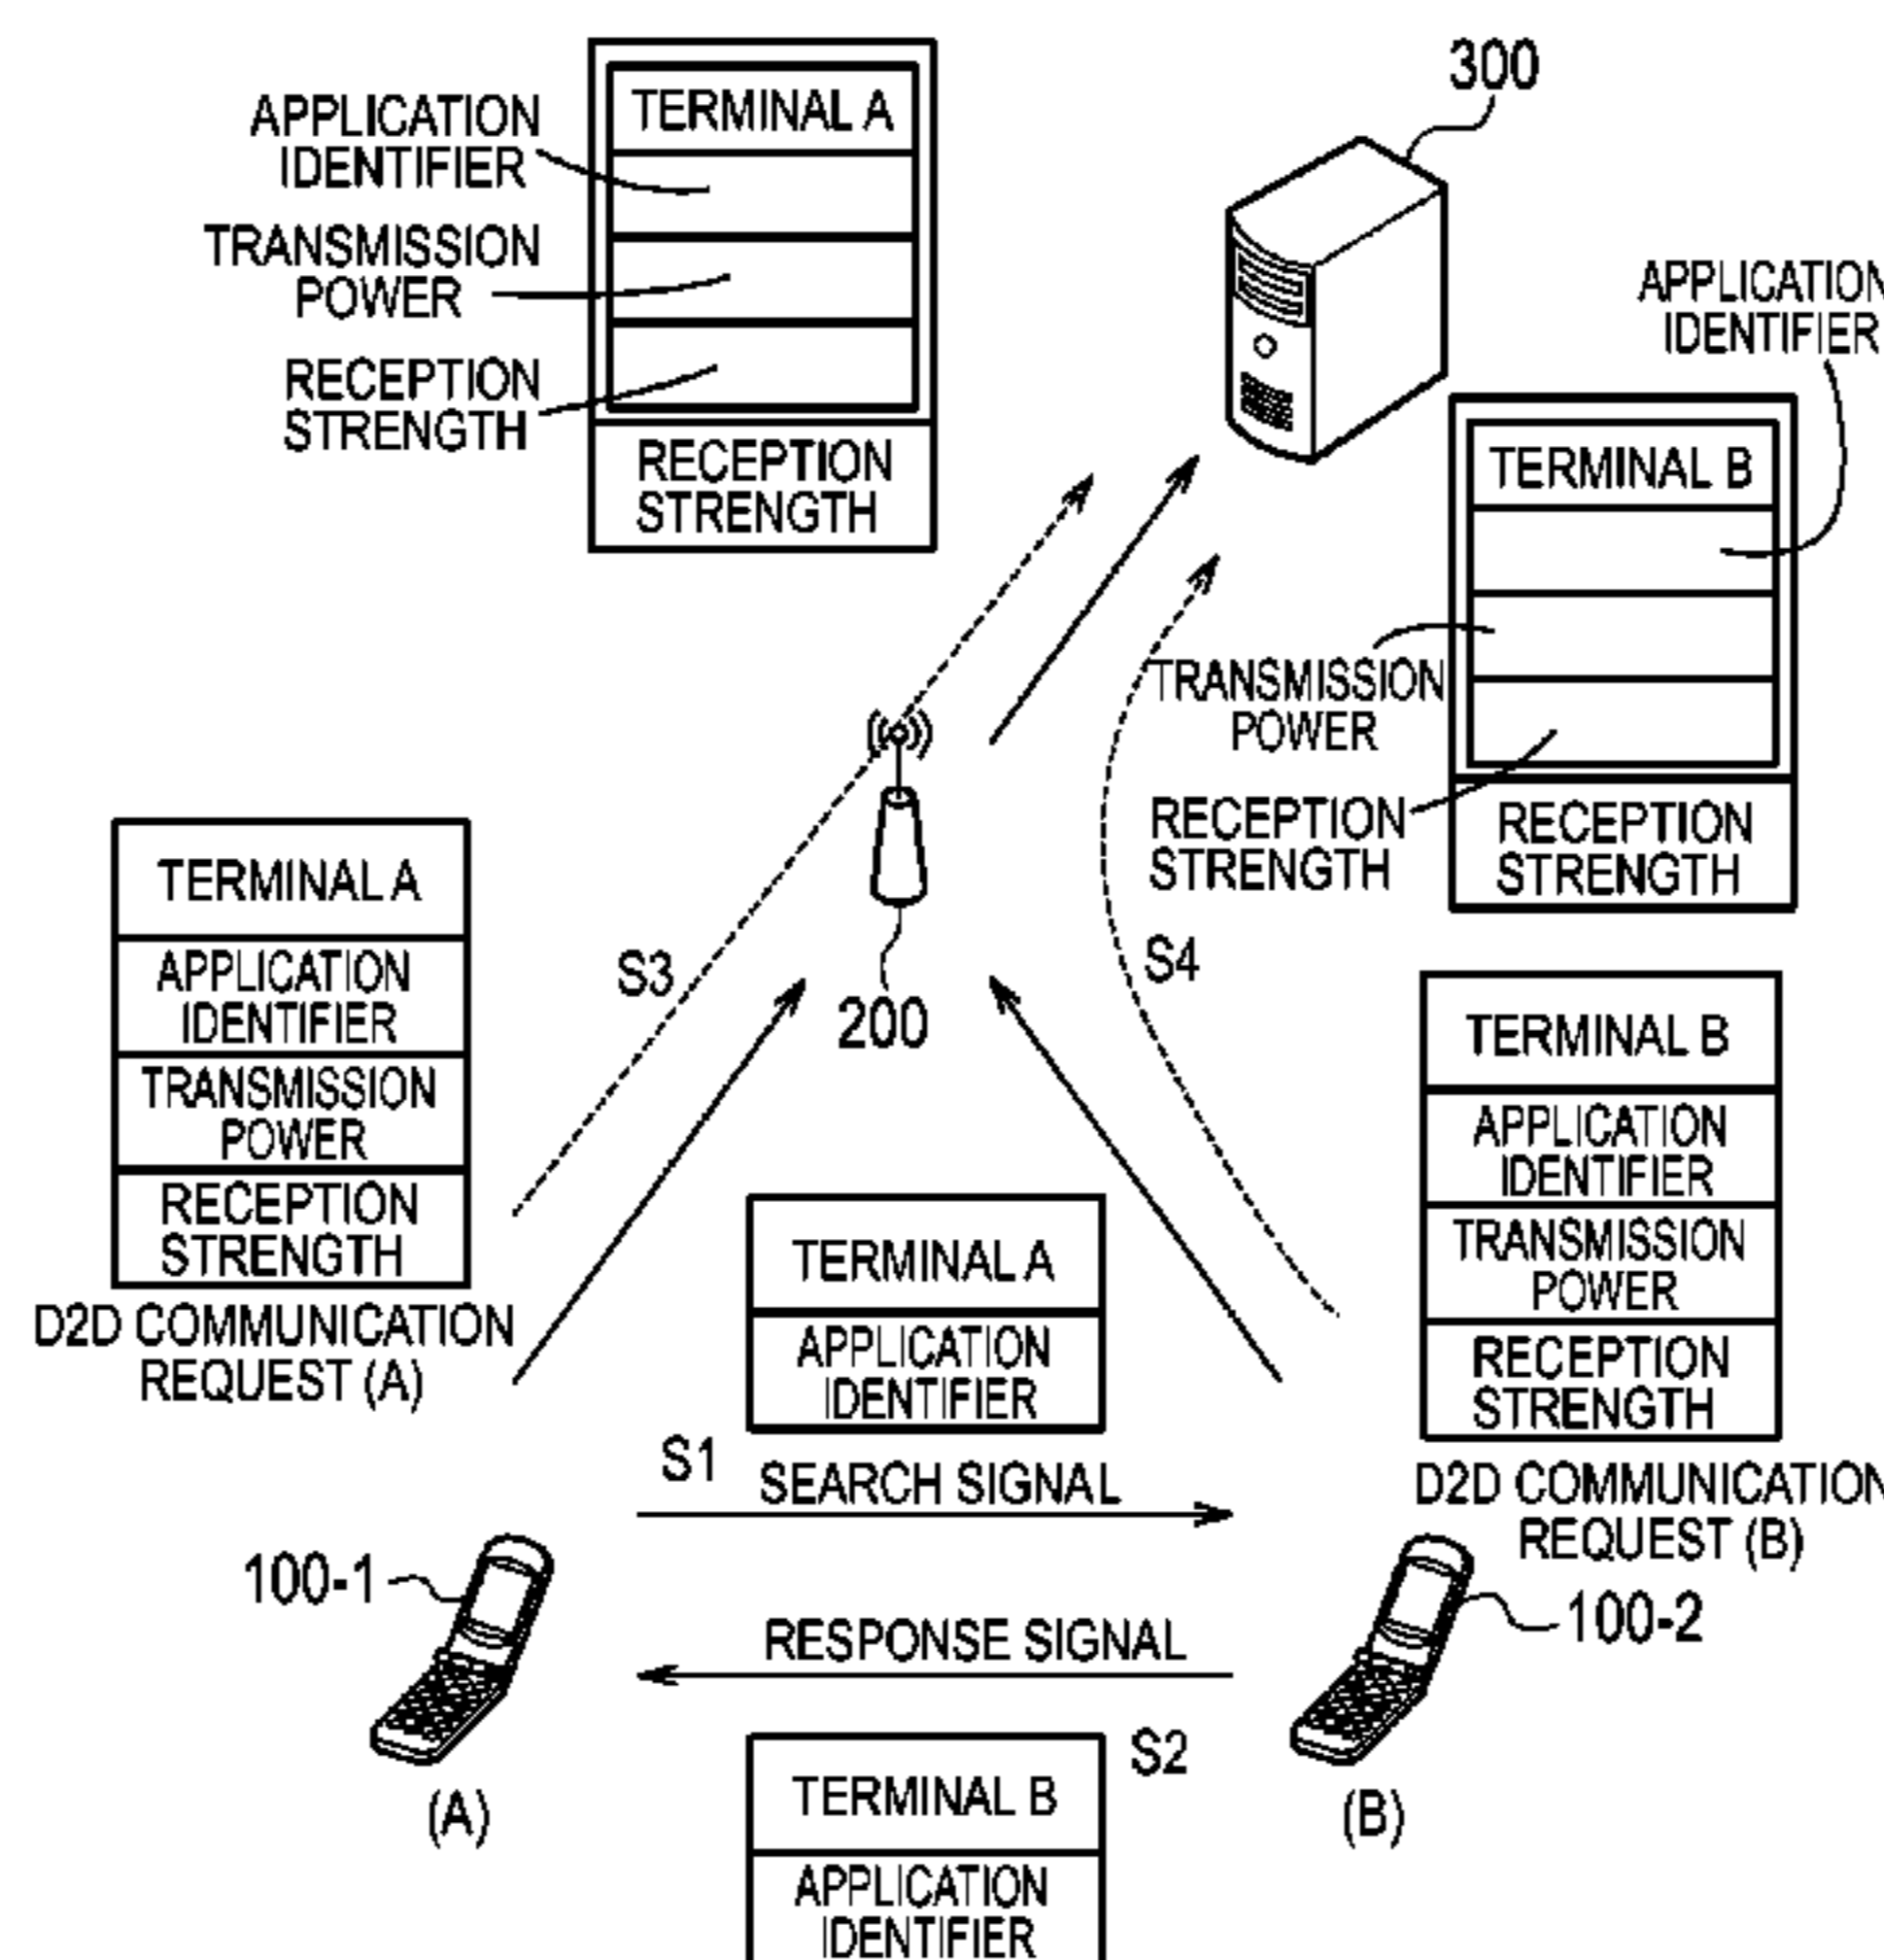 300
TERMINAL A
APPLICATION
IDENTIFIER
TRANSMISSION
POWER
RECEPTION
STRENGTH
RECEPTION
STRENGTH
APPLICATION
IDENTIFIER
TERMINAL B
TRANSMISSION
POWER
RECEPTION
STRENGTH
RECEPTION
STRENGTH
TERMINAL A
APPLICATION
IDENTIFIER
TRANSMISSION
POWER
RECEPTION
STRENGTH
D2D COMMUNICATION
REQUEST (A)
S3
200
S4
TERMINAL B
APPLICATION
IDENTIFIER
TRANSMISSION
POWER
RECEPTION
STRENGTH
D2D COMMUNICATION
REQUEST (B)
TERMINAL A
APPLICATION
IDENTIFIER
S1
SEARCH SIGNAL
100-1
100-2
RESPONSE SIGNAL
S2
(A)
(B)
TERMINAL B
APPLICATION
IDENTIFIER